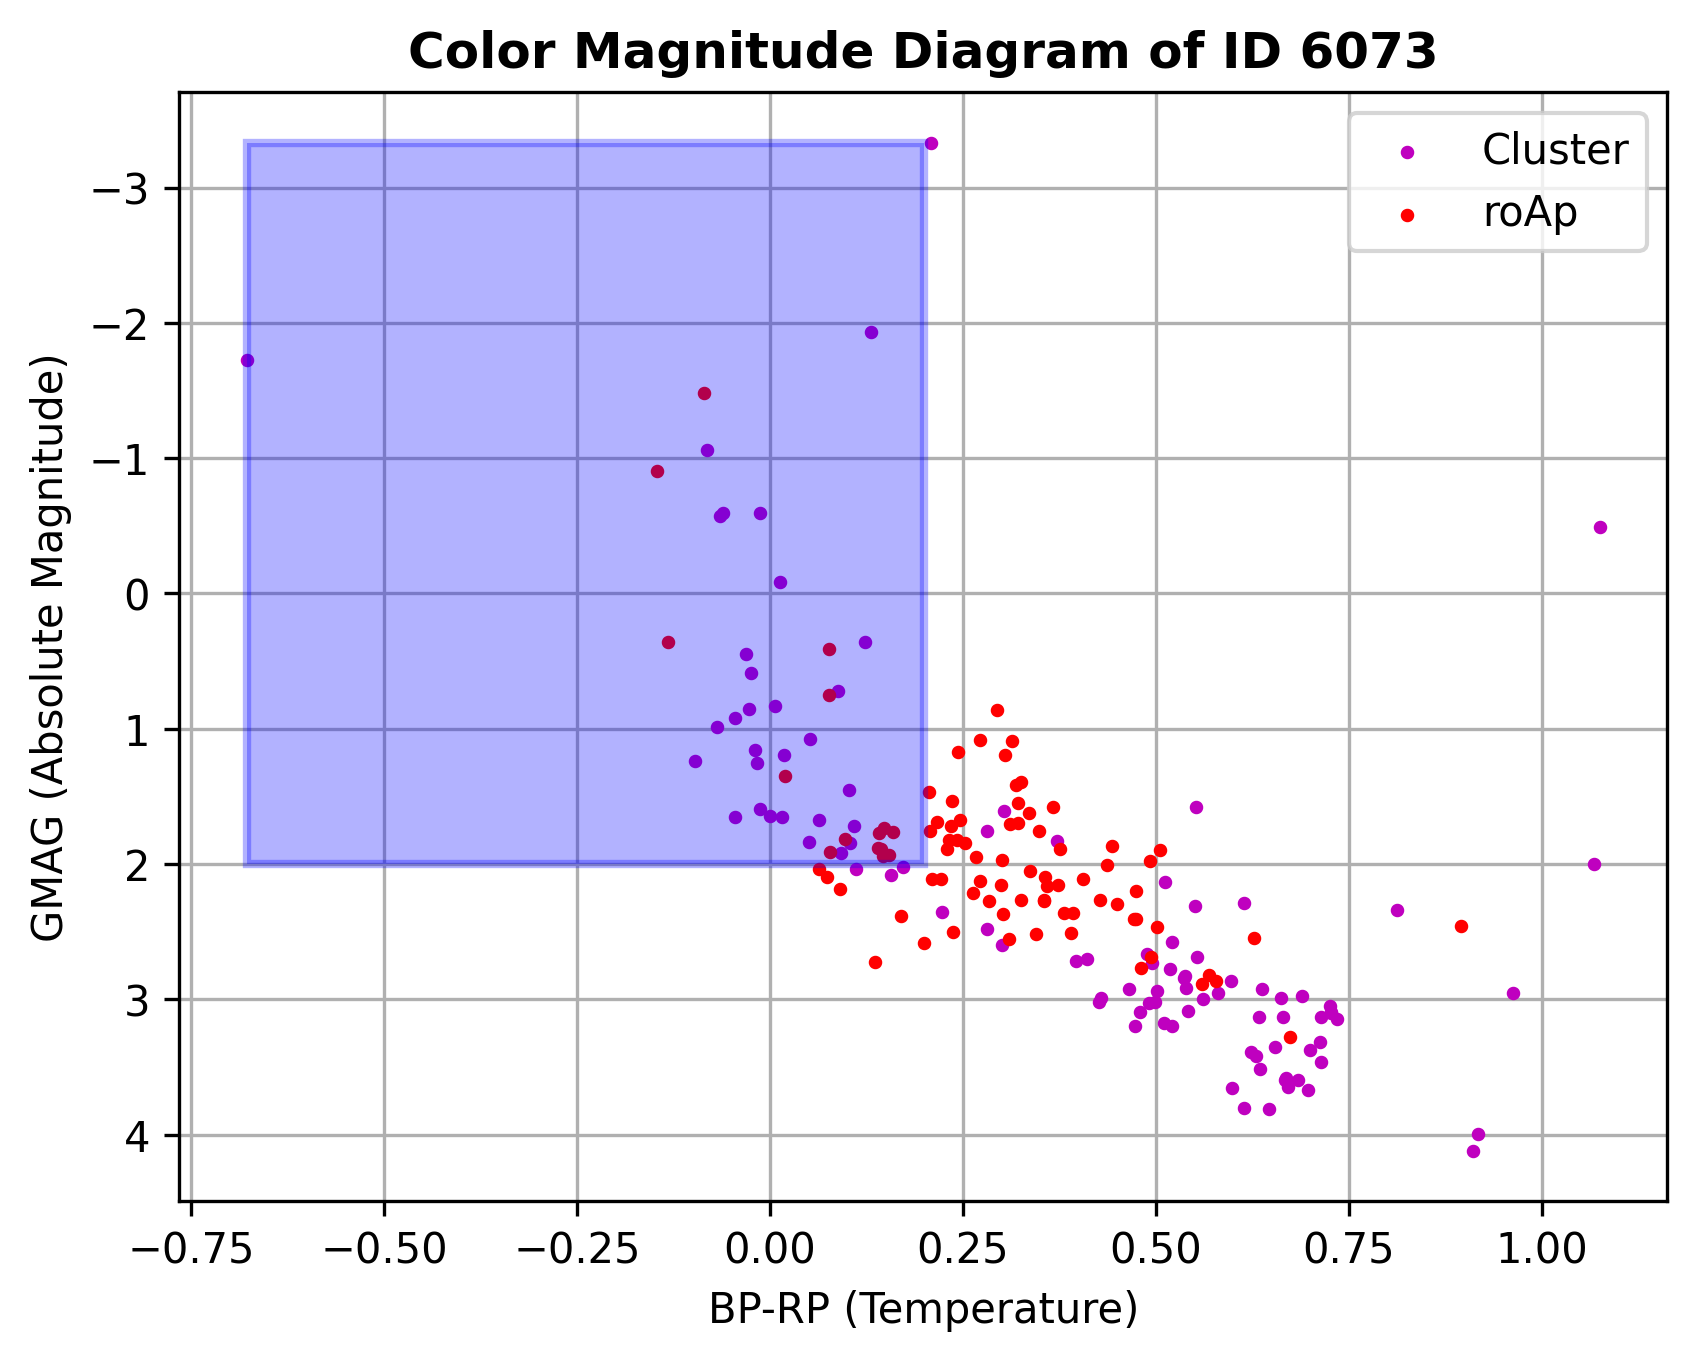 Color Magnitude Diagram of ID 6073
Cluster
roAp
−3
−2
−1
0
1
2
3
4
GMAG (Absolute Magnitude)
−0.75 −0.50 −0.25 0.00 0.25 0.50 0.75 1.00
BP-RP (Temperature)